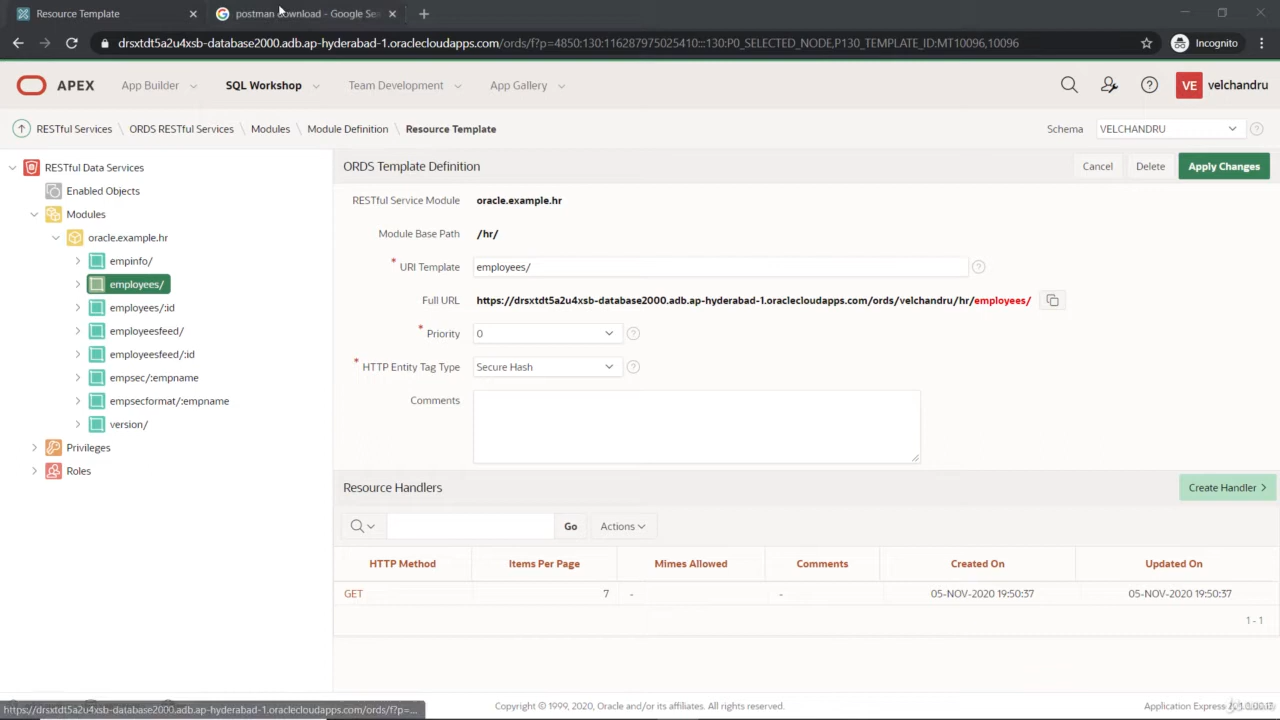 Resource Template
postman download - Google Se
drsxtdt5a2u4xsb-database2000.adb.ap-hyderabad-1.oraclecloudapps.com/ords/f?p=4850:130:116287975025410:::130:P0_SELECTED_NODE,P130_TEMPLATE_ID:MT10096,10096
Incognito
APEX
App Builder
SQL Workshop
Team Development
App Gallery
VE
velchandru
RESTful Services \ ORDS RESTful Services \ Modules \ Module Definition \ Resource Template
Schema
VELCHANDRU
RESTful Data Services
Enabled Objects
Modules
oracle.example.hr
empinfo/
employees/
employees/:id
employeesfeed/
employeesfeed/:id
empsec/:empname
empsecformat/:empname
version/
Privileges
Roles
ORDS Template Definition
Cancel
Delete
Apply Changes
RESTful Service Module
oracle.example.hr
Module Base Path
/hr/
* URI Template
employees/
Full URL
https://drsxtdt5a2u4xsb-database2000.adb.ap-hyderabad-1.oraclecloudapps.com/ords/velchandru/hr/employees/
* Priority
0
* HTTP Entity Tag Type
Secure Hash
Comments
Resource Handlers
Create Handler
Go
Actions
HTTP Method
Items Per Page
Mimes Allowed
Comments
Created On
Updated On
GET
7
-
-
05-NOV-2020 19:50:37
05-NOV-2020 19:50:37
1 - 1
https://drsxtdt5a2u4xsb-database2000.adb.ap-hyderabad-1.oraclecloudapps.com/ords/f?p=...
Copyright © 1999, 2020, Oracle and/or its affiliates. All rights reserved.
Application Express